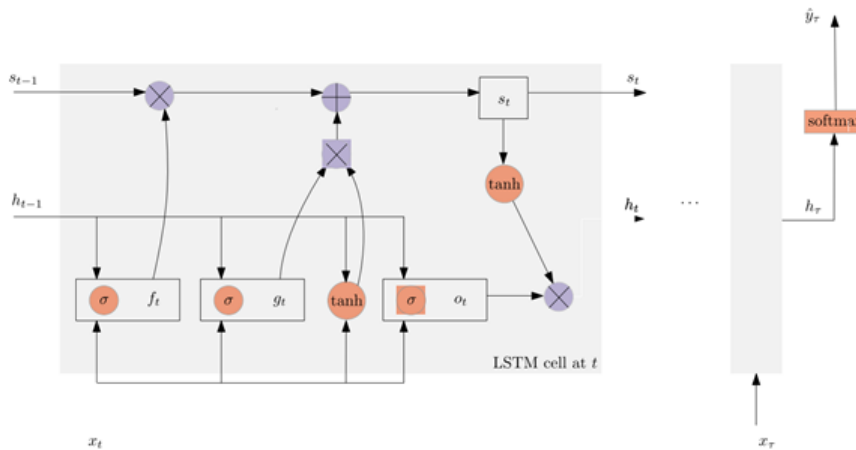 ŷ_τ
s_{t−1}
s_t
s_t
softmax
tanh
h_{t−1}
h_t
...
h_τ
σ f_t
σ g_t
tanh
σ o_t
LSTM cell at t
x_t
x_τ